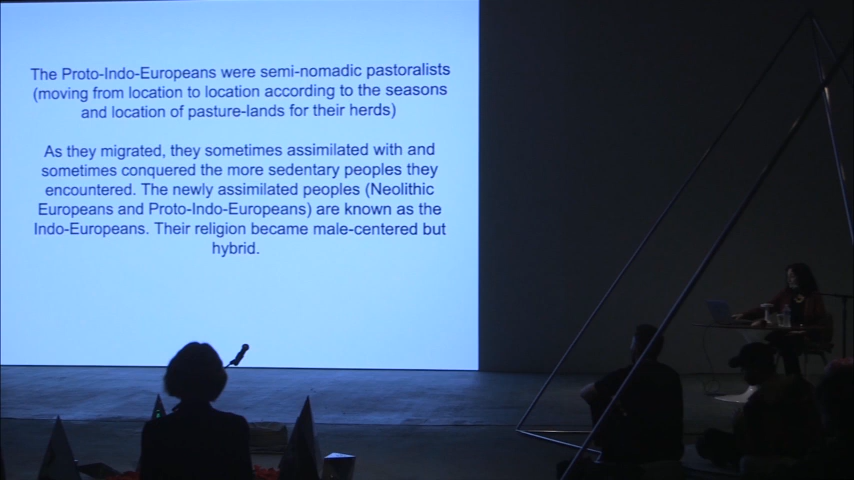 The Proto-Indo-Europeans were semi-nomadic pastoralists
(moving from location to location according to the seasons
and location of pasture-lands for their herds)
As they migrated, they sometimes assimilated with and
sometimes conquered the more sedentary peoples they
encountered. The newly assimilated peoples (Neolithic
Europeans and Proto-Indo-Europeans) are known as the
Indo-Europeans. Their religion became male-centered but
hybrid.